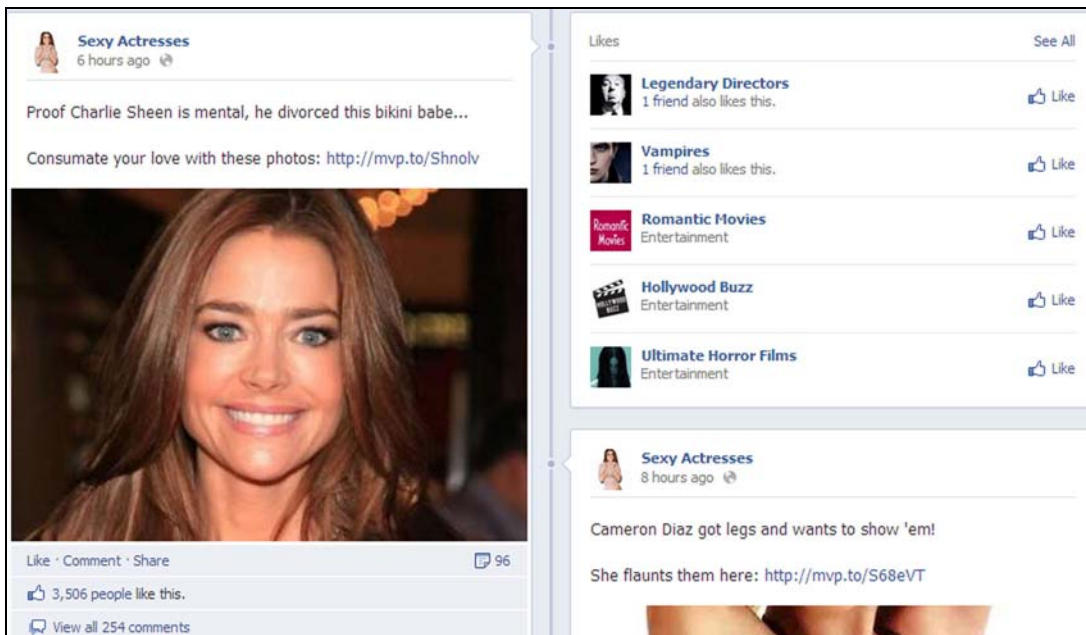 Sexy Actresses
6 hours ago
Proof Charlie Sheen is mental, he divorced this bikini babe...
Consumate your love with these photos: http://mvp.to/Shnolv
Like · Comment · Share
96
3,506 people like this.
View all 254 comments
Likes
See All
Legendary Directors
1 friend also likes this.
Like
Vampires
1 friend also likes this.
Like
Romantic
Movies
Romantic Movies
Entertainment
Like
HOLLYWOOD
BUZZ
Hollywood Buzz
Entertainment
Like
Ultimate Horror Films
Entertainment
Like
Sexy Actresses
8 hours ago
Cameron Diaz got legs and wants to show 'em!
She flaunts them here: http://mvp.to/S68eVT